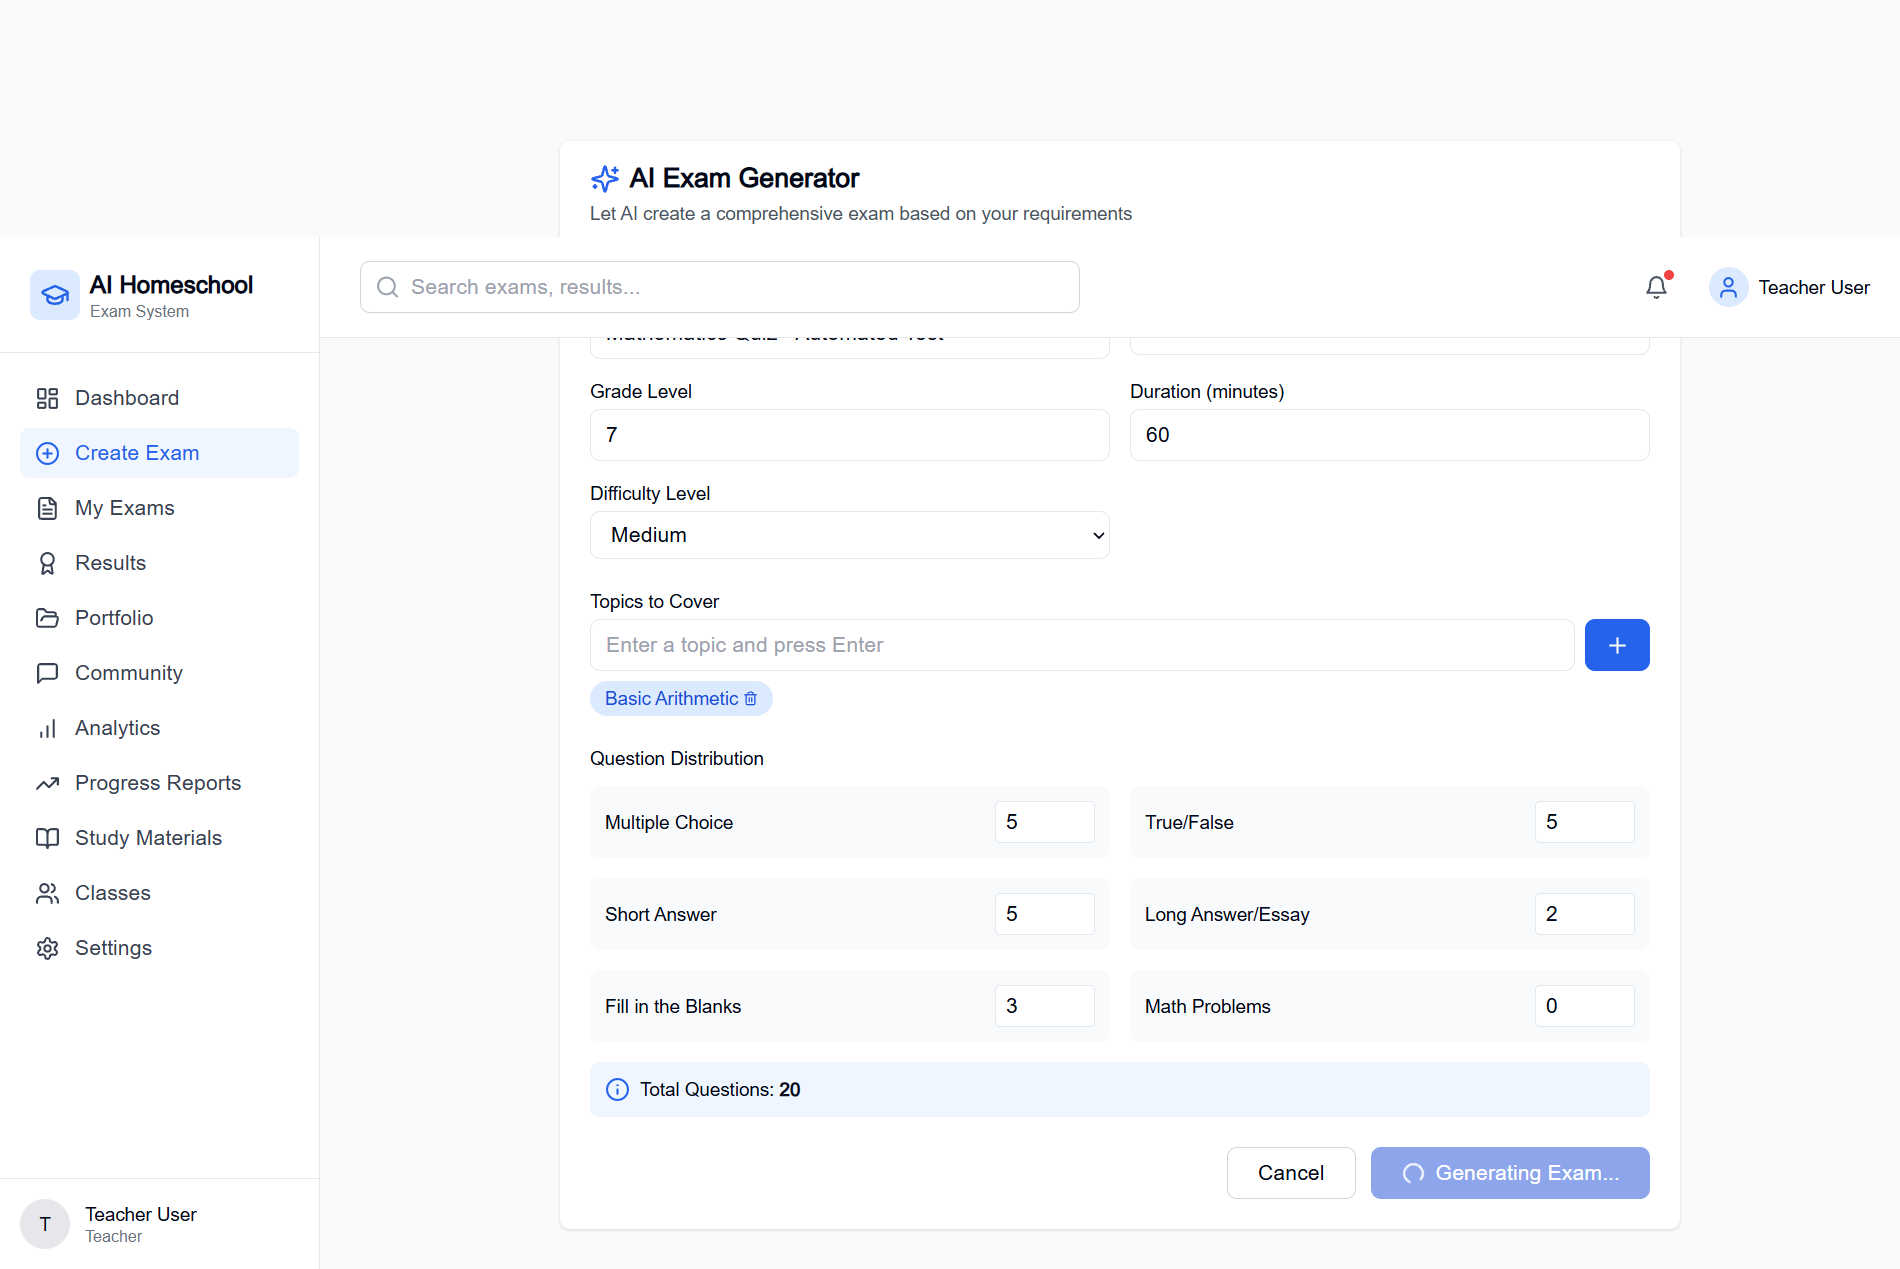 AI Exam Generator
Let AI create a comprehensive exam based on your requirements
AI Homeschool
Exam System
Search exams, results...
Teacher User
Mathematics Quiz - Automated Test
Dashboard
Create Exam
My Exams
Results
Portfolio
Community
Analytics
Progress Reports
Study Materials
Classes
Settings
T
Teacher User
Teacher
Grade Level
7
Duration (minutes)
60
Difficulty Level
Medium
Topics to Cover
Enter a topic and press Enter
Basic Arithmetic
Question Distribution
Multiple Choice
5
True/False
5
Short Answer
5
Long Answer/Essay
2
Fill in the Blanks
3
Math Problems
0
Total Questions: 20
Cancel
Generating Exam...